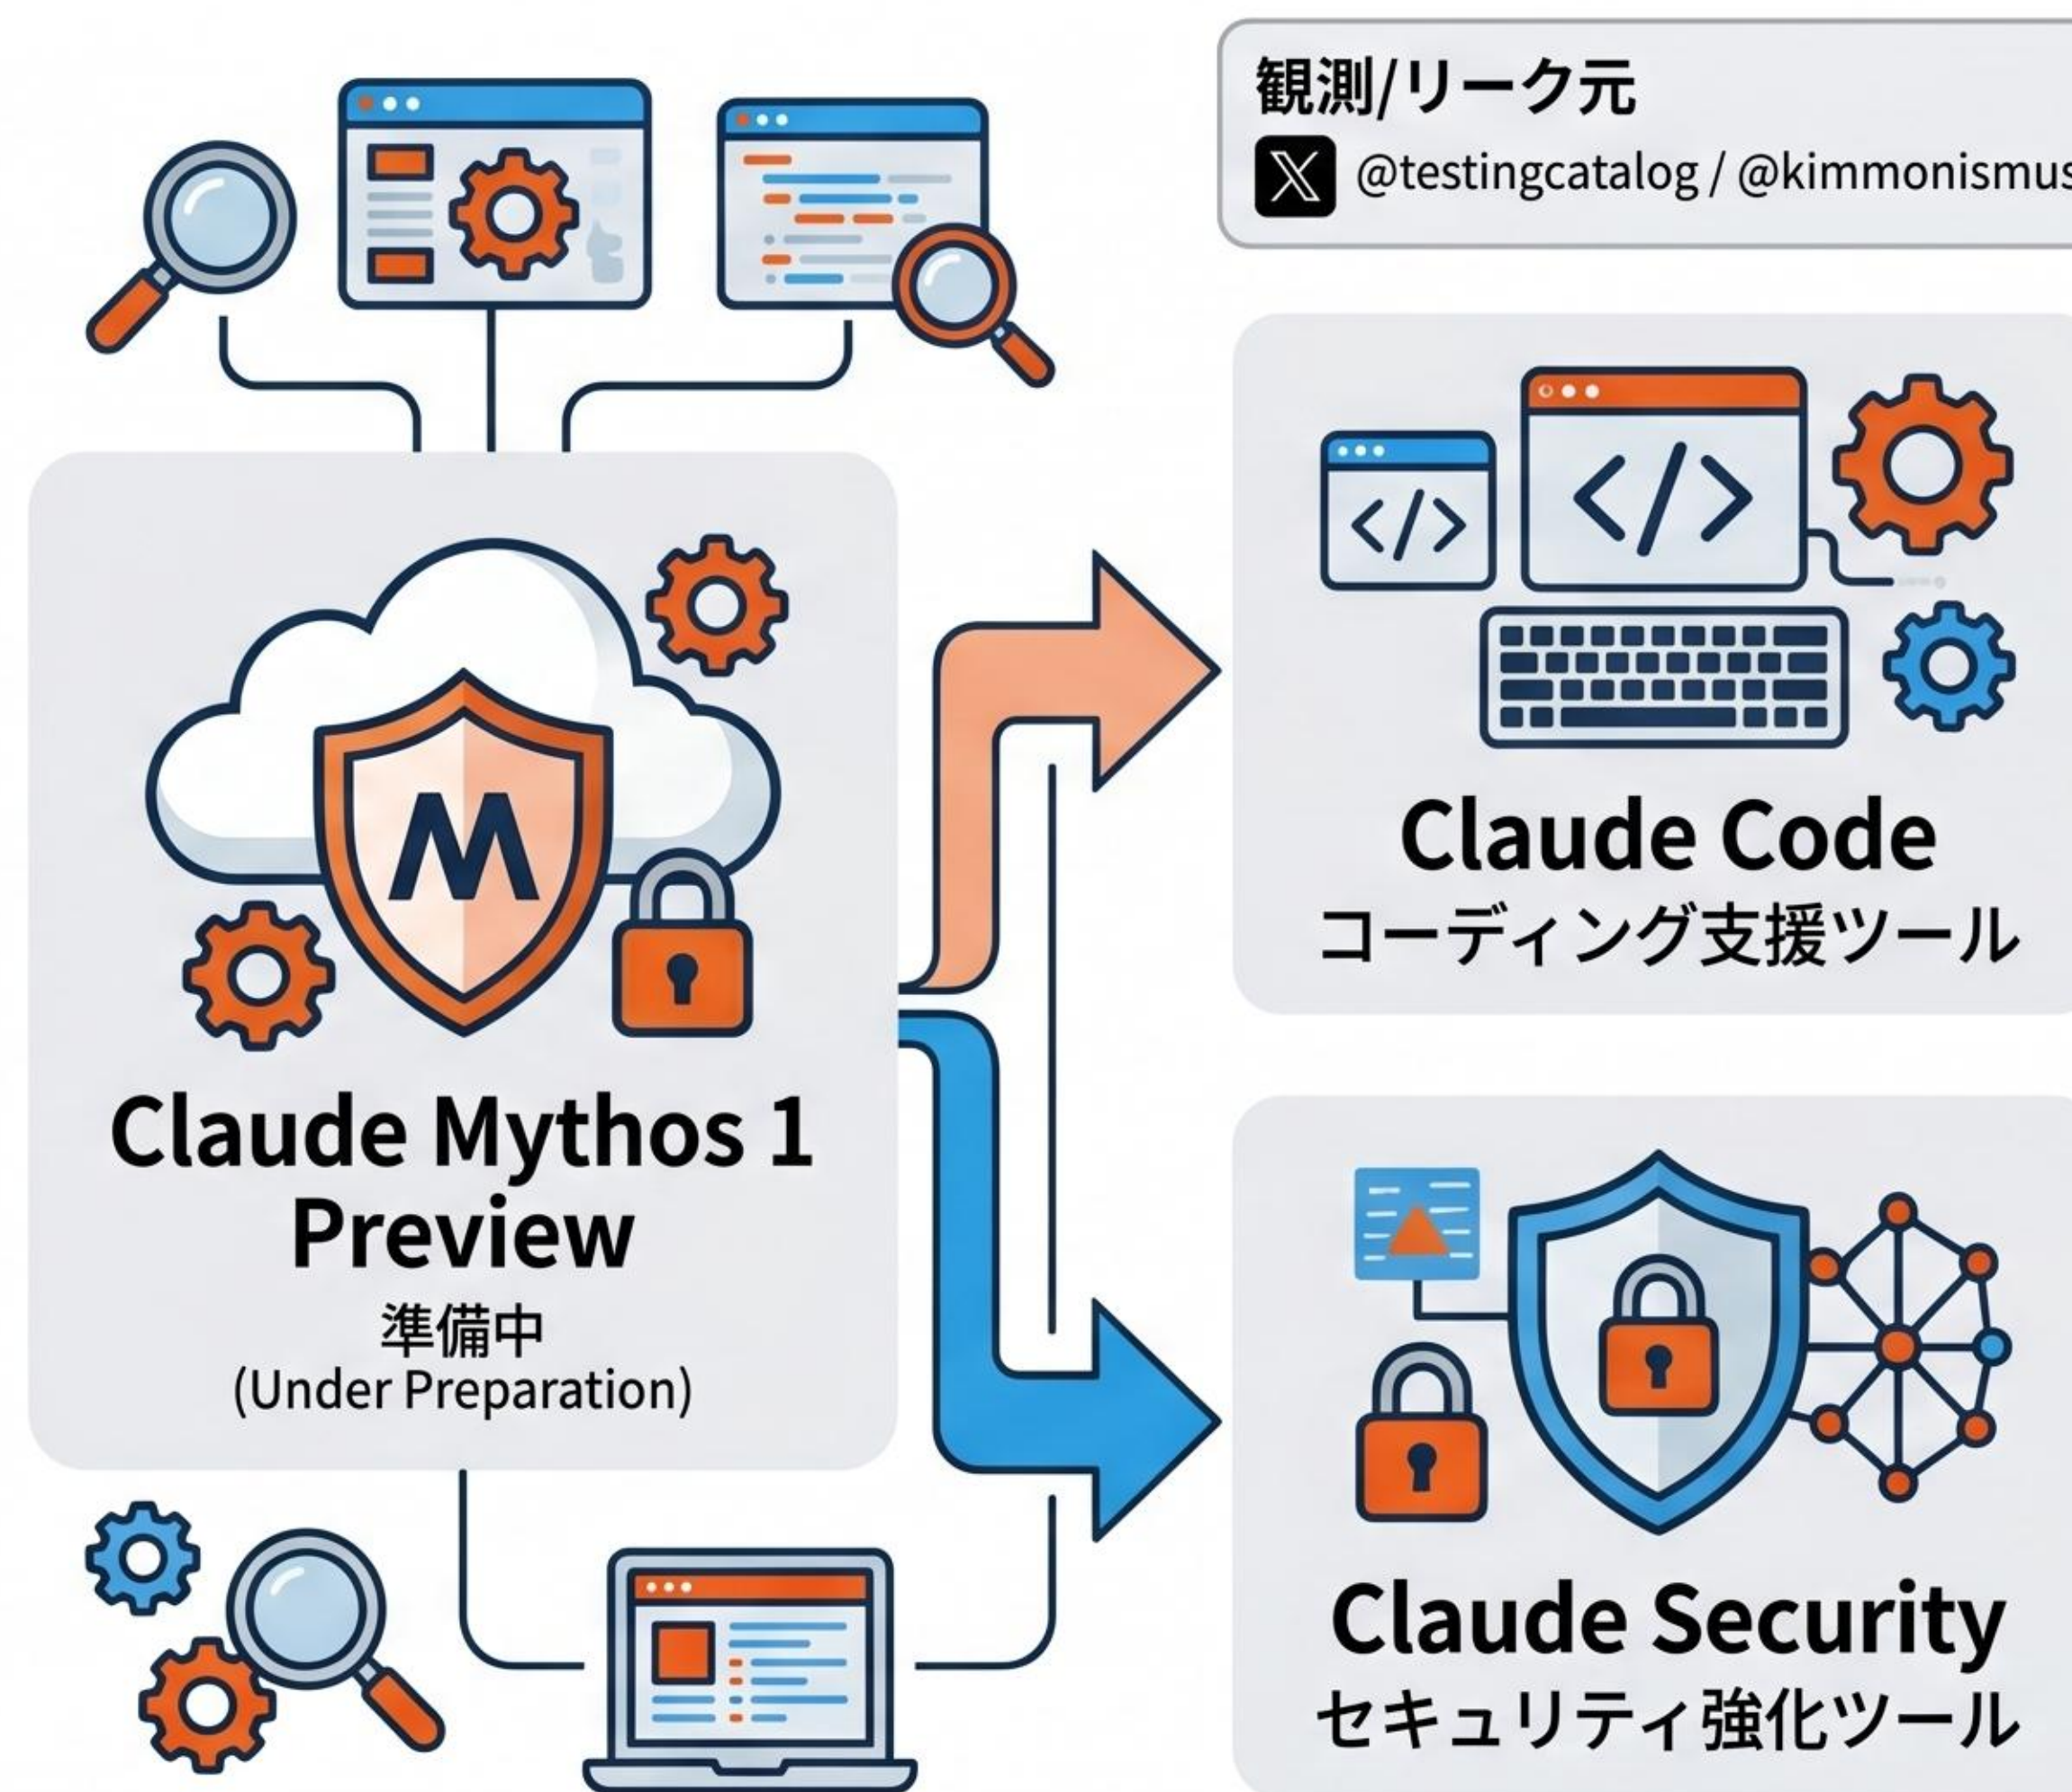 観測/リーク元
@testingcatalog / @kimmonismus
M
Claude Mythos 1
Preview
準備中
(Under Preparation)
</>
</>
Claude Code
コーディング支援ツール
Claude Security
セキュリティ強化ツール